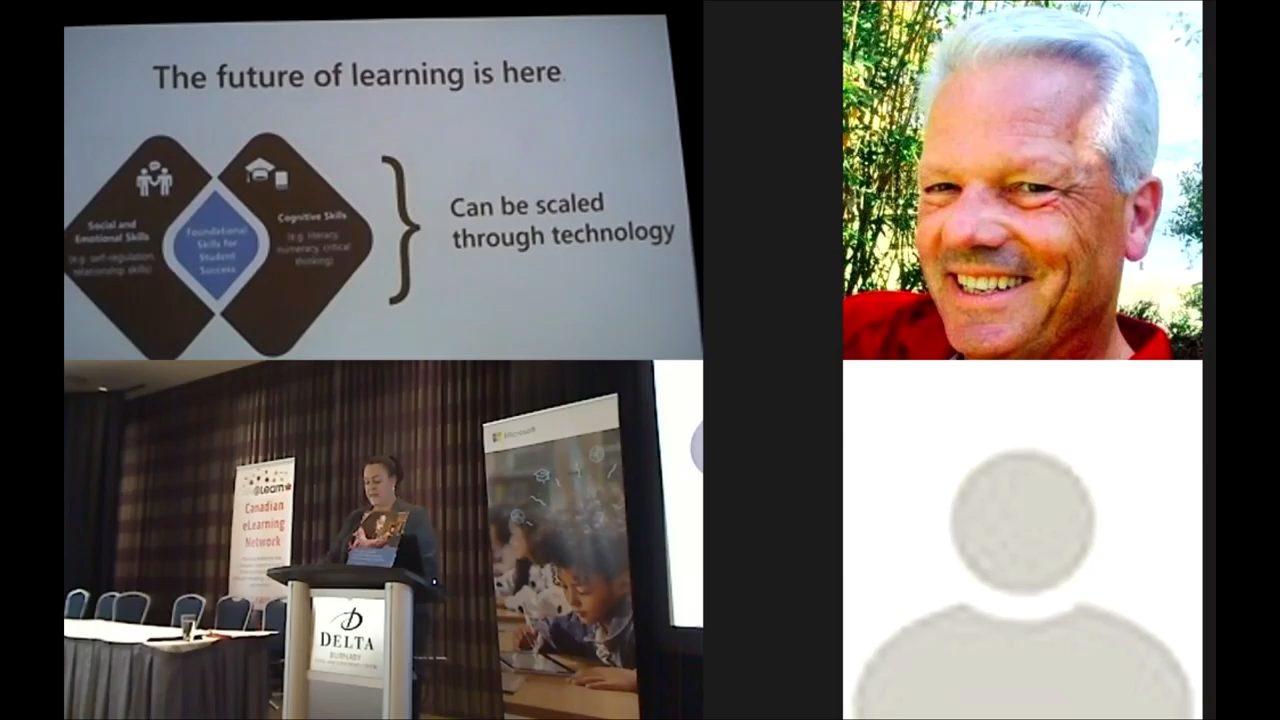 The future of learning is here.
Social and
Emotional Skills
(e.g. self-regulation,
relationship skills)
Foundational
Skills for
Student
Success
Cognitive Skills
(e.g. literacy,
numeracy, critical
thinking)
Can be scaled
through technology
eLearn
Canadian
eLearning
Network
Microsoft
DELTA
BURNABY